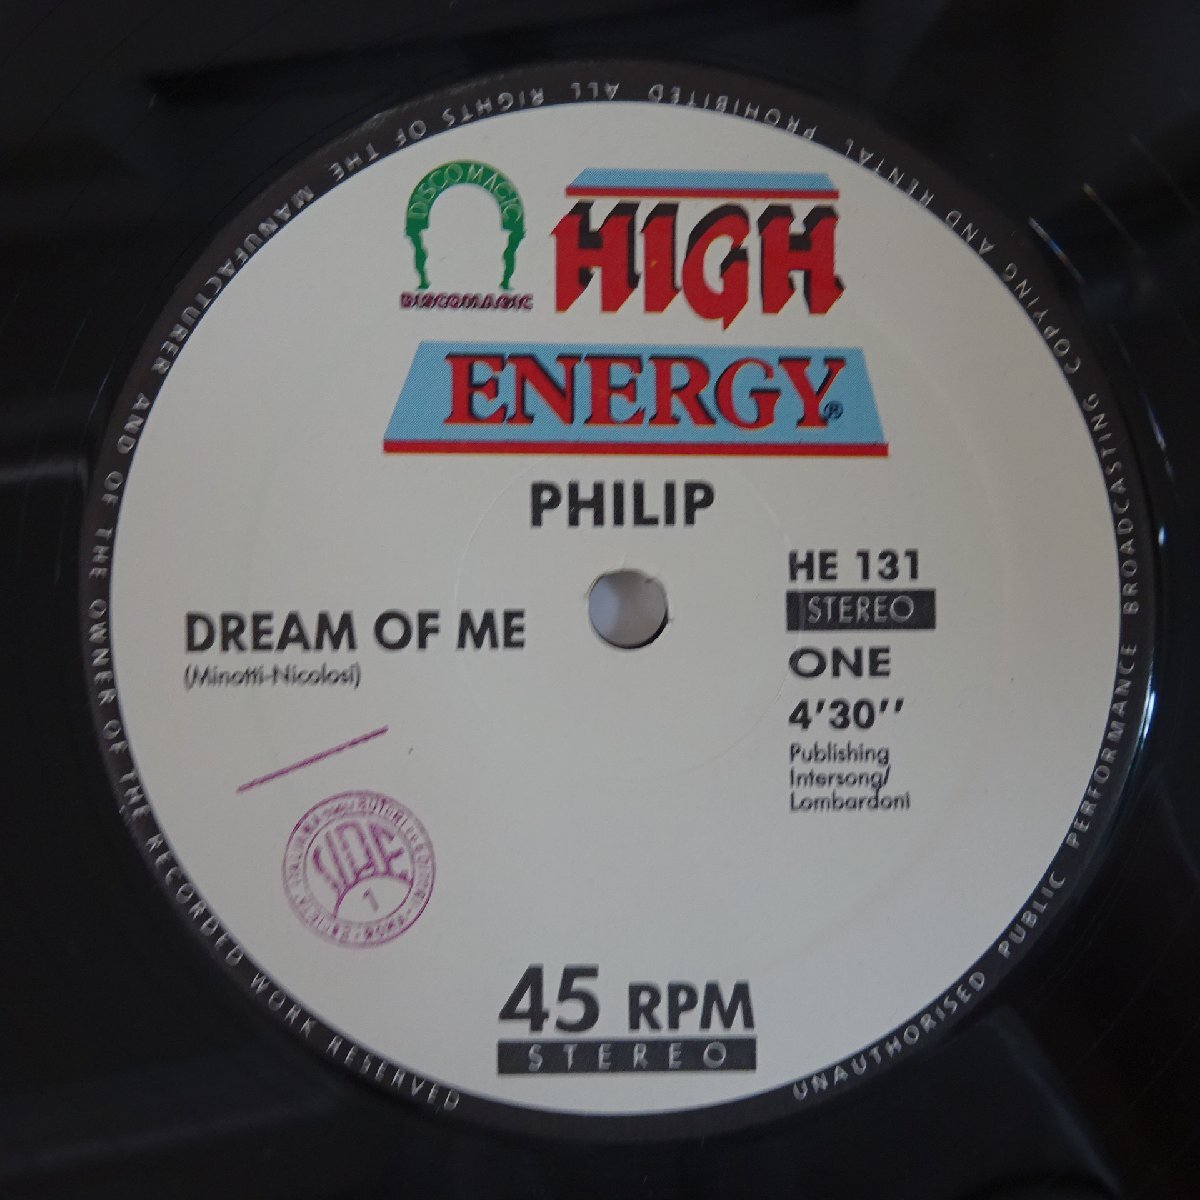 DISCOMAGIC
DISCOMAGIC
HIGH
ENERGY®
PHILIP
HE 131
STEREO
DREAM OF ME
(Minotti-Nicolosi)
ONE
4'30''
Publishing
Intersong/
Lombardoni
45 RPM
STEREO
ALL RIGHTS OF THE MANUFACTURER AND OF THE OWNER OF THE RECORDED WORK RESERVED
UNAUTHORISED PUBLIC PERFORMANCE BROADCASTING COPYING AND RENTAL PROHIBITED